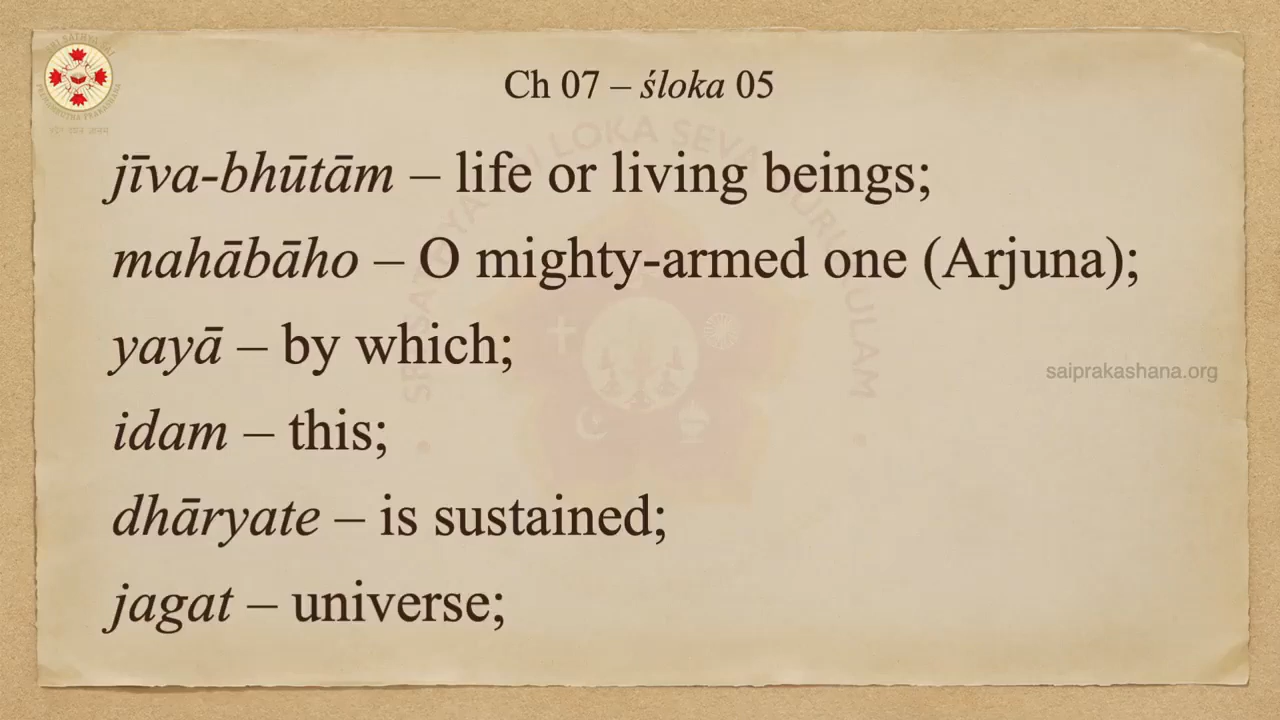 Ch 07 – śloka 05
jīva-bhūtām – life or living beings;
mahābāho – O mighty-armed one (Arjuna);
yayā – by which;
saiprakashana.org
idam – this;
dhāryate – is sustained;
jagat – universe;